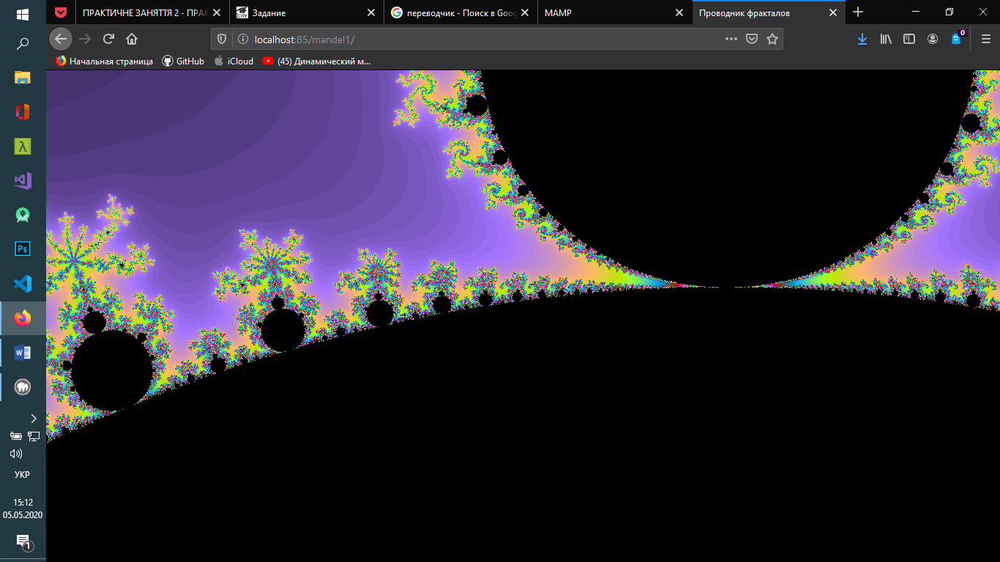 ПРАКТИЧНЕ ЗАНЯТТЯ 2 - ПРАК
Задание
переводчик - Поиск в Goog
MAMP
Проводник фракталов
localhost:85/mandel1/
0
Начальная страница
GitHub
iCloud
(45) Динамический м...
Ps
УКР
15:12
05.05.2020
1